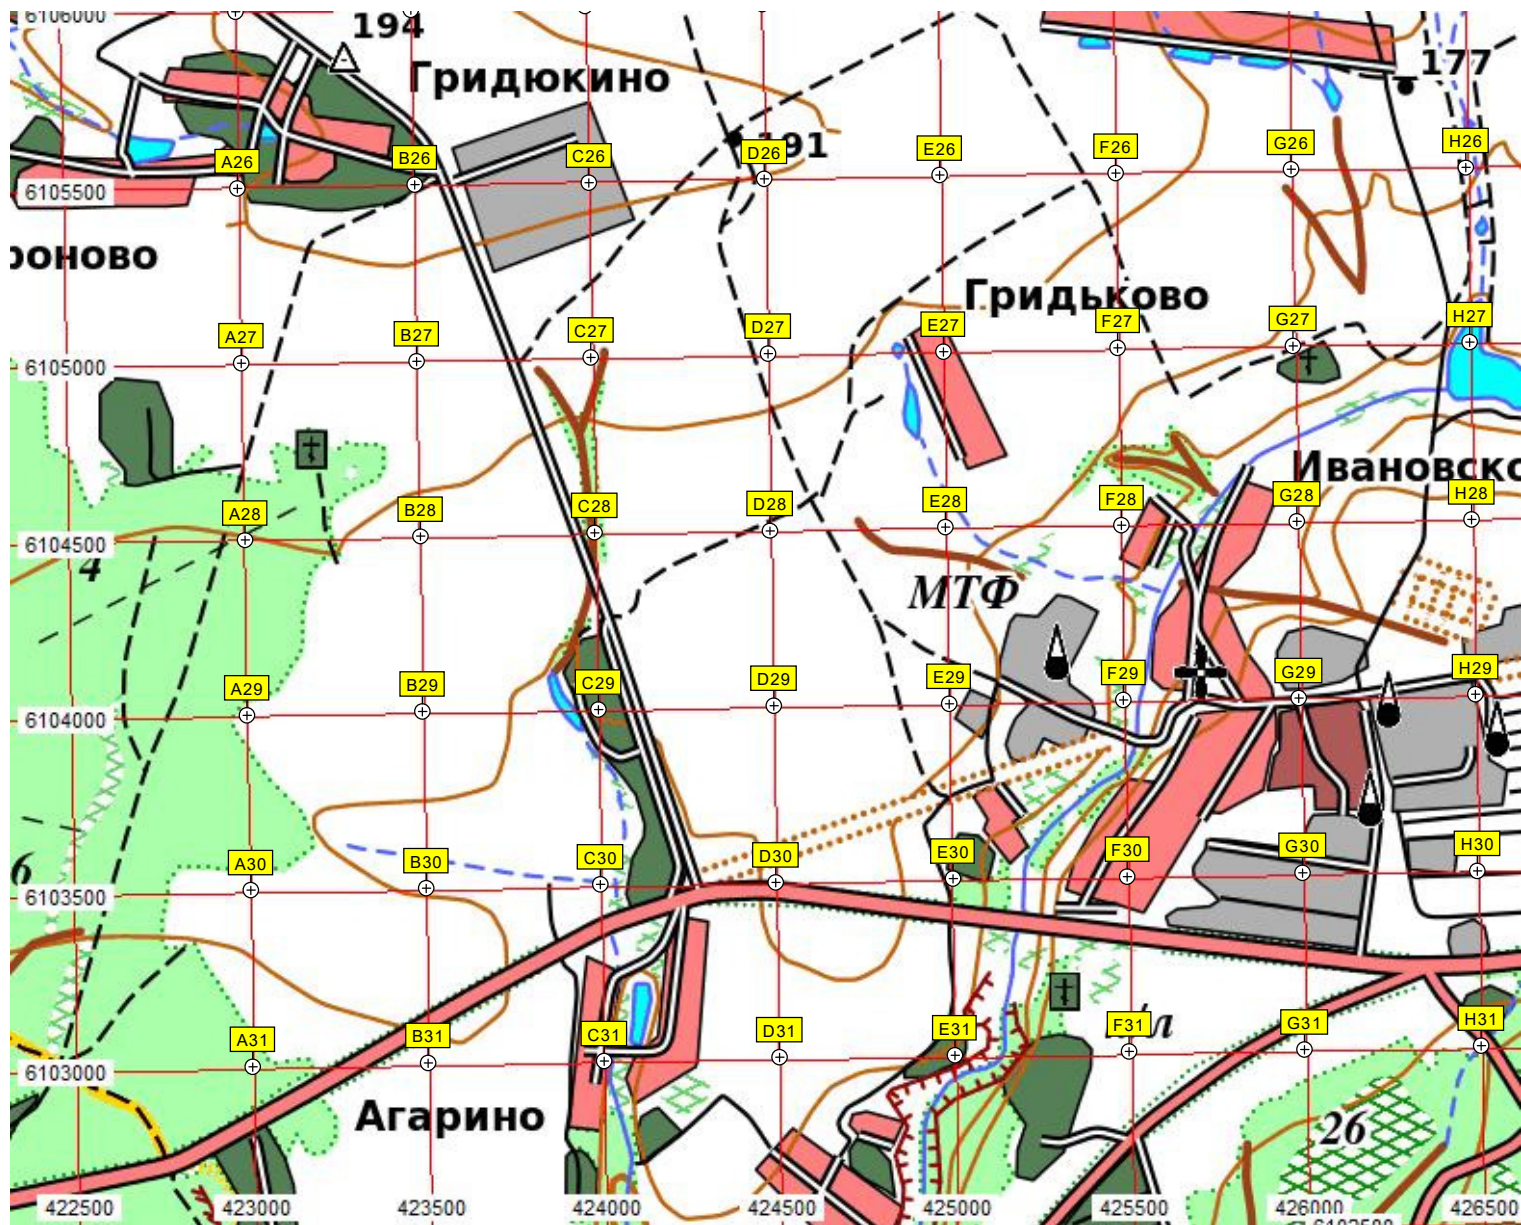 6106000
194
177
Гридюкино
191
A26 B26 C26 D26 E26 F26 G26 H26
6105500
роново
Гридьково
A27 B27 C27 D27 E27 F27 G27 H27
6105000
Ивановско
A28 B28 C28 D28 E28 F28 G28 H28
6104500
4
МТФ
A29 B29 C29 D29 E29 F29 G29 H29
6104000
6
A30 B30 C30 D30 E30 F30 G30 H30
6103500
A31 B31 C31 D31 E31 F31 G31 H31
6103000
Агарино
26
422500 423000 423500 424000 424500 425000 425500 426000 426500